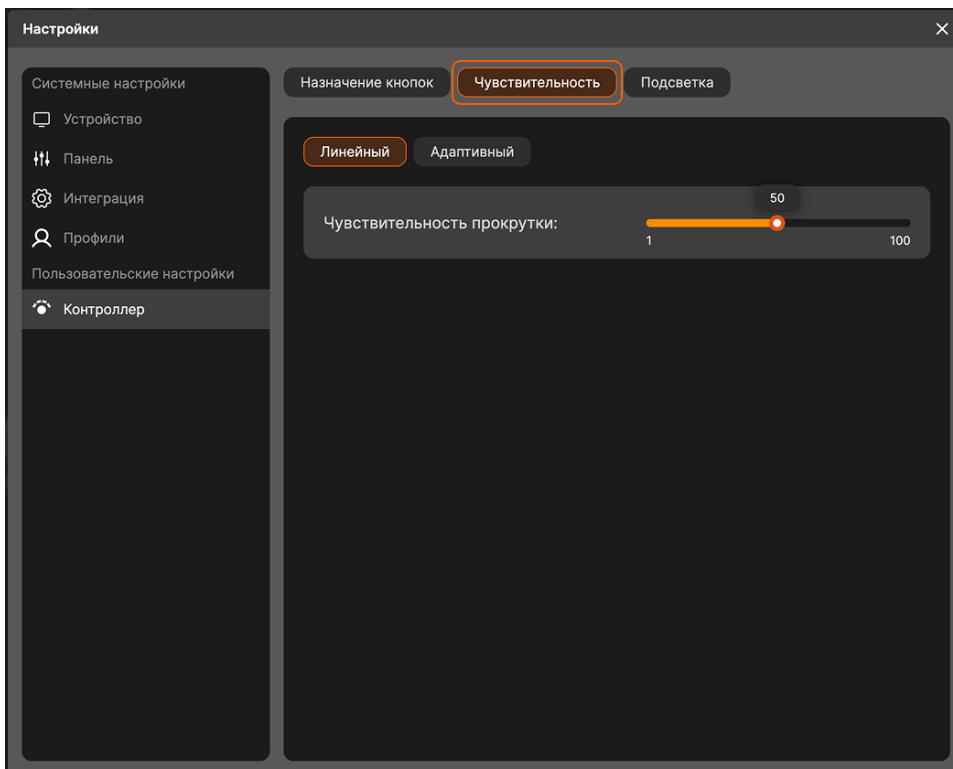 Настройки
Системные настройки
Устройство
Панель
Интеграция
Профили
Пользовательские настройки
Контроллер
Назначение кнопок
Чувствительность
Подсветка
Линейный
Адаптивный
Чувствительность прокрутки:
50
1
100